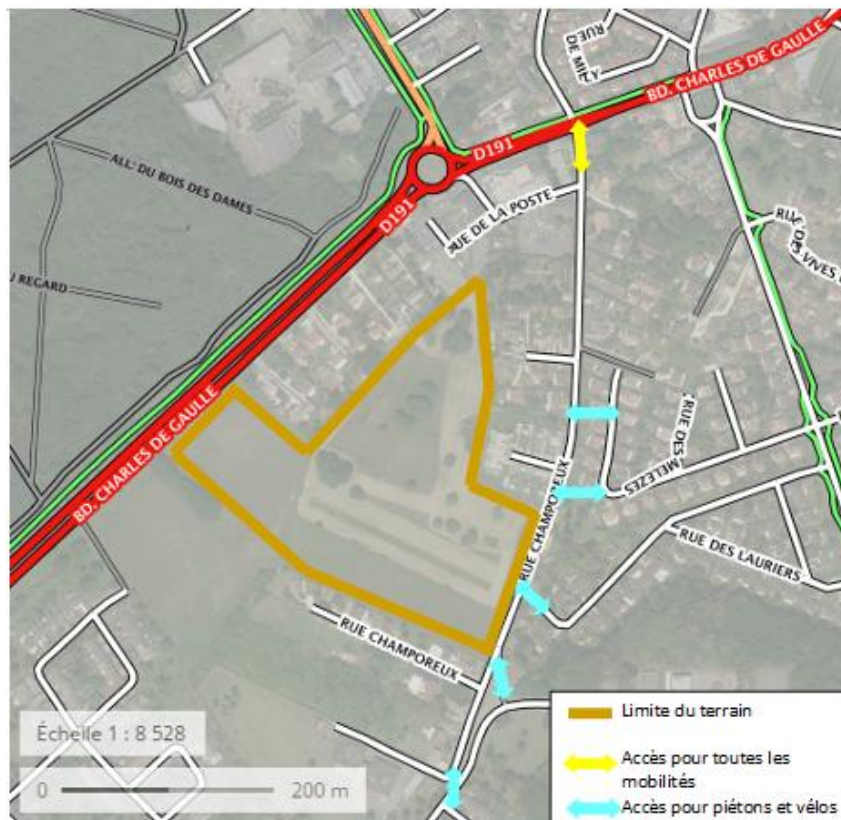 RUE
DE MILLY
BD. CHARLES DE GAULLE
D191
ALL. DU BOIS DES DAMES
D191
RUE DE LA POSTE
RUE
DES VIVES
REGARD
BD. CHARLES DE GAULLE
RUE DES MELEZES
RUE CHAMPOREUX
RUE DES LAURIERS
RUE CHAMPOREUX
Échelle 1 : 8 528
0 200 m
Limite du terrain
Accès pour toutes les
mobilités
Accès pour piétons et vélos